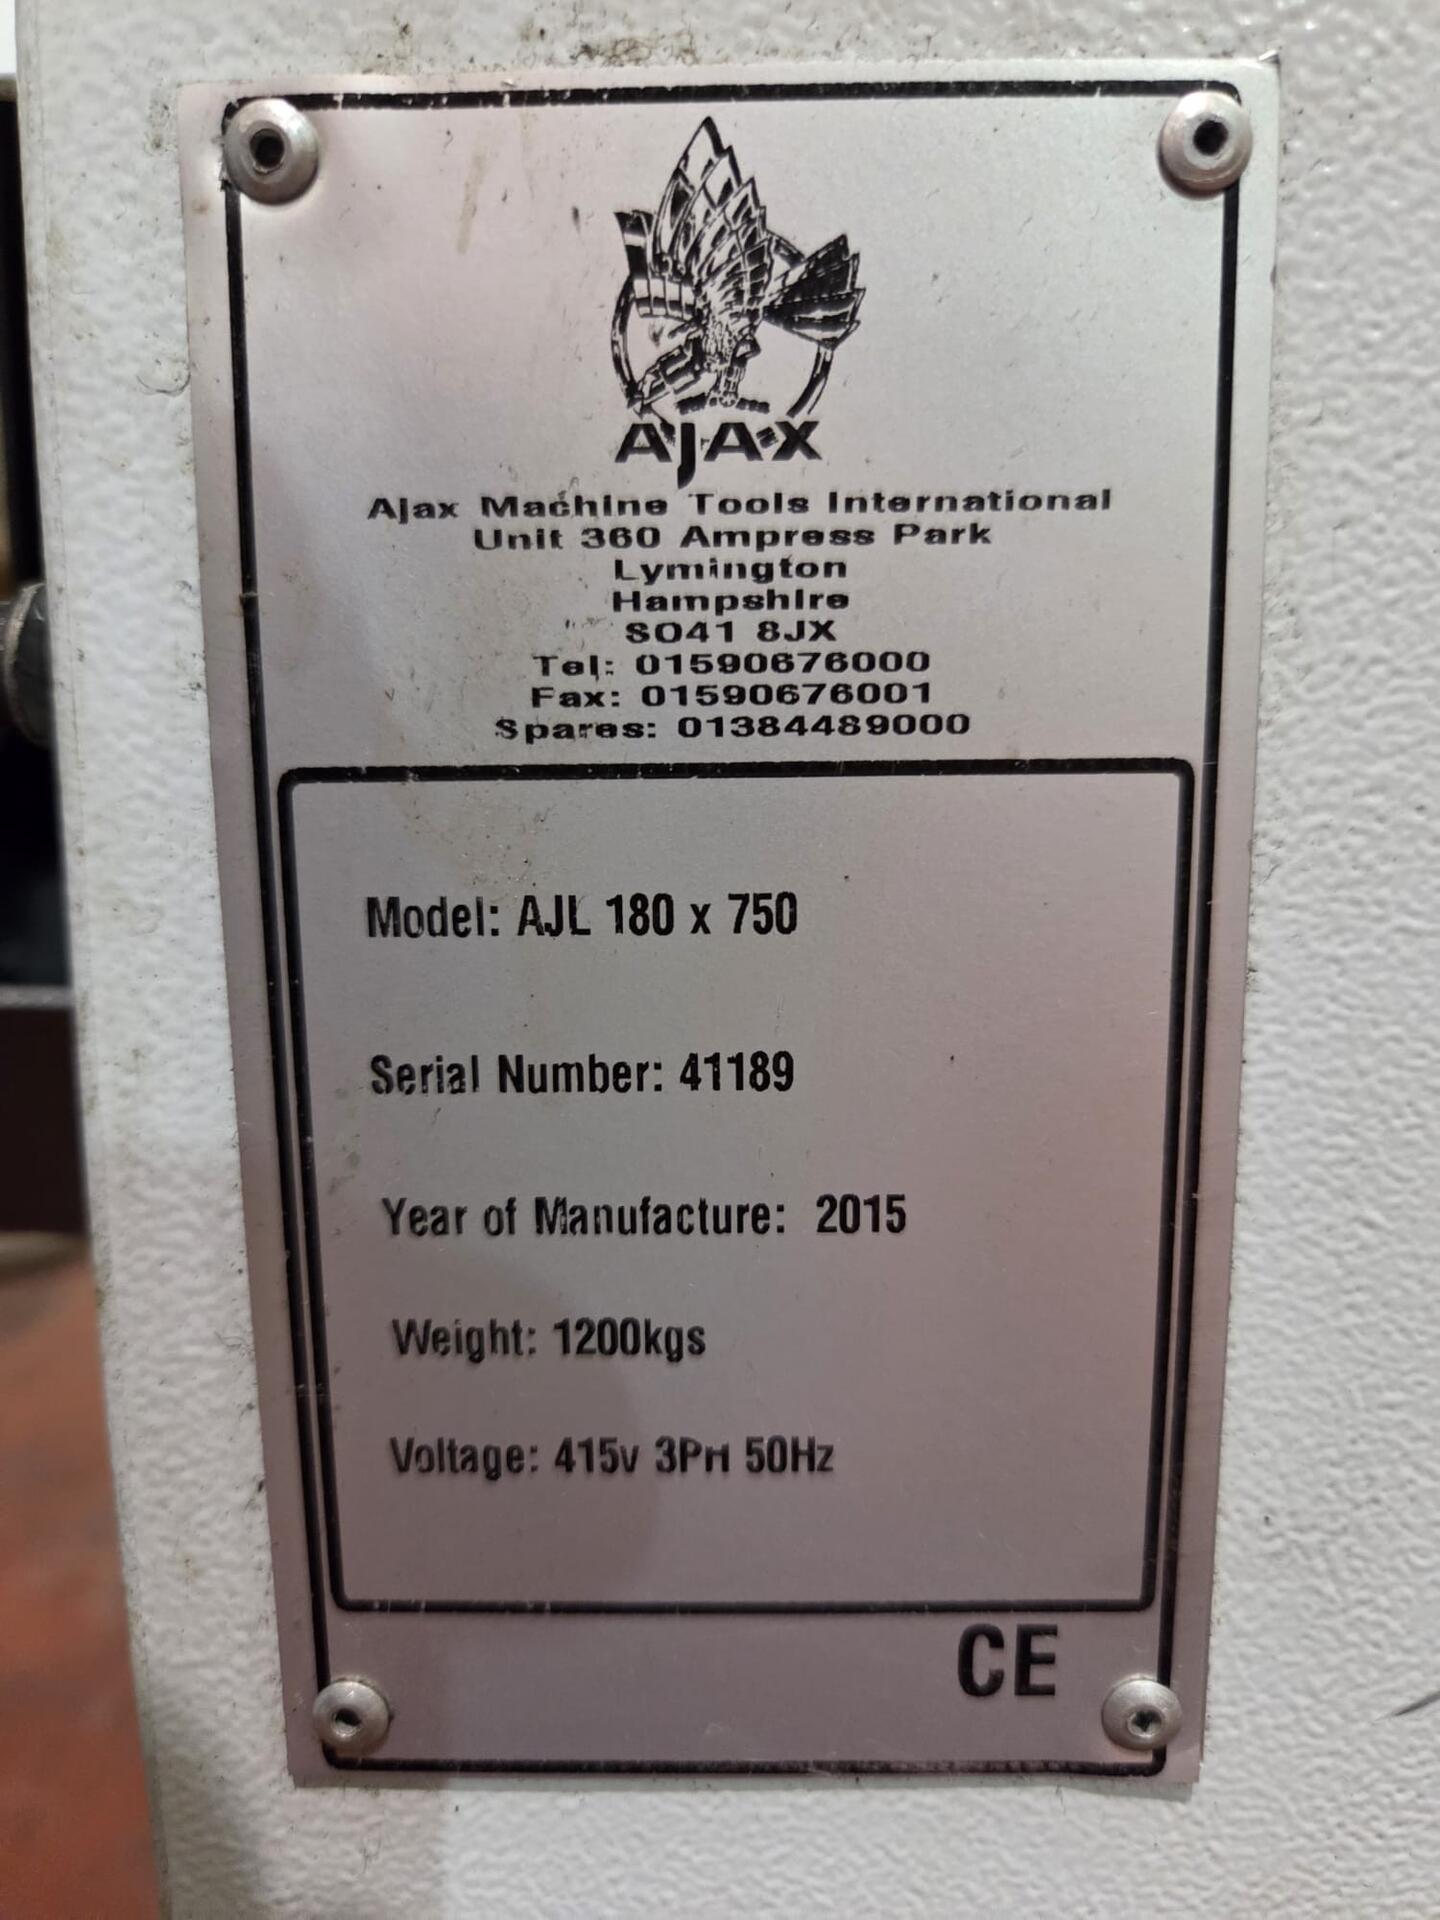 AJAX
Ajax Machine Tools International
Unit 360 Ampress Park
Lymington
Hampshire
SO41 8JX
Tel: 01590676000
Fax: 01590676001
Spares: 01384489000
Model: AJL 180 x 750
Serial Number: 41189
Year of Manufacture: 2015
Weight: 1200kgs
Voltage: 415v 3PH 50Hz
CE